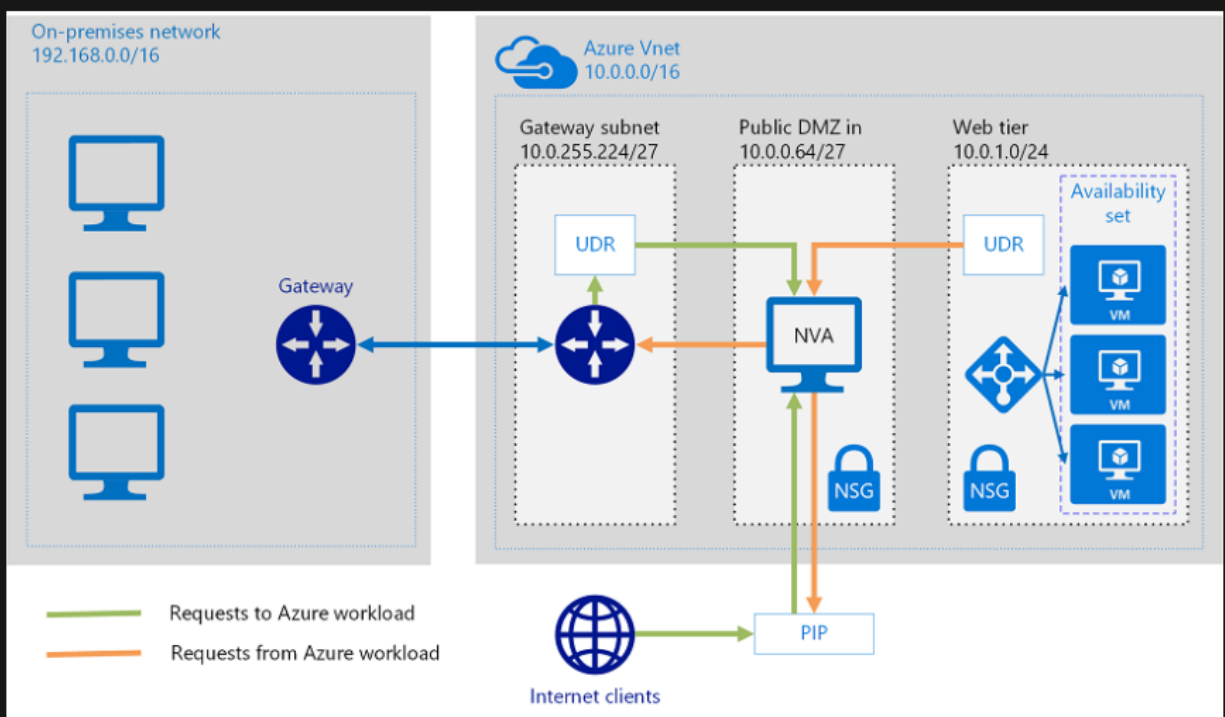 On-premises network
192.168.0.0/16
Azure Vnet
10.0.0.0/16
Gateway subnet
10.0.255.224/27
Public DMZ in
10.0.0.64/27
Web tier
10.0.1.0/24
Availability
set
UDR
UDR
Gateway
NVA
VM
VM
VM
NSG
NSG
Requests to Azure workload
Requests from Azure workload
PIP
Internet clients